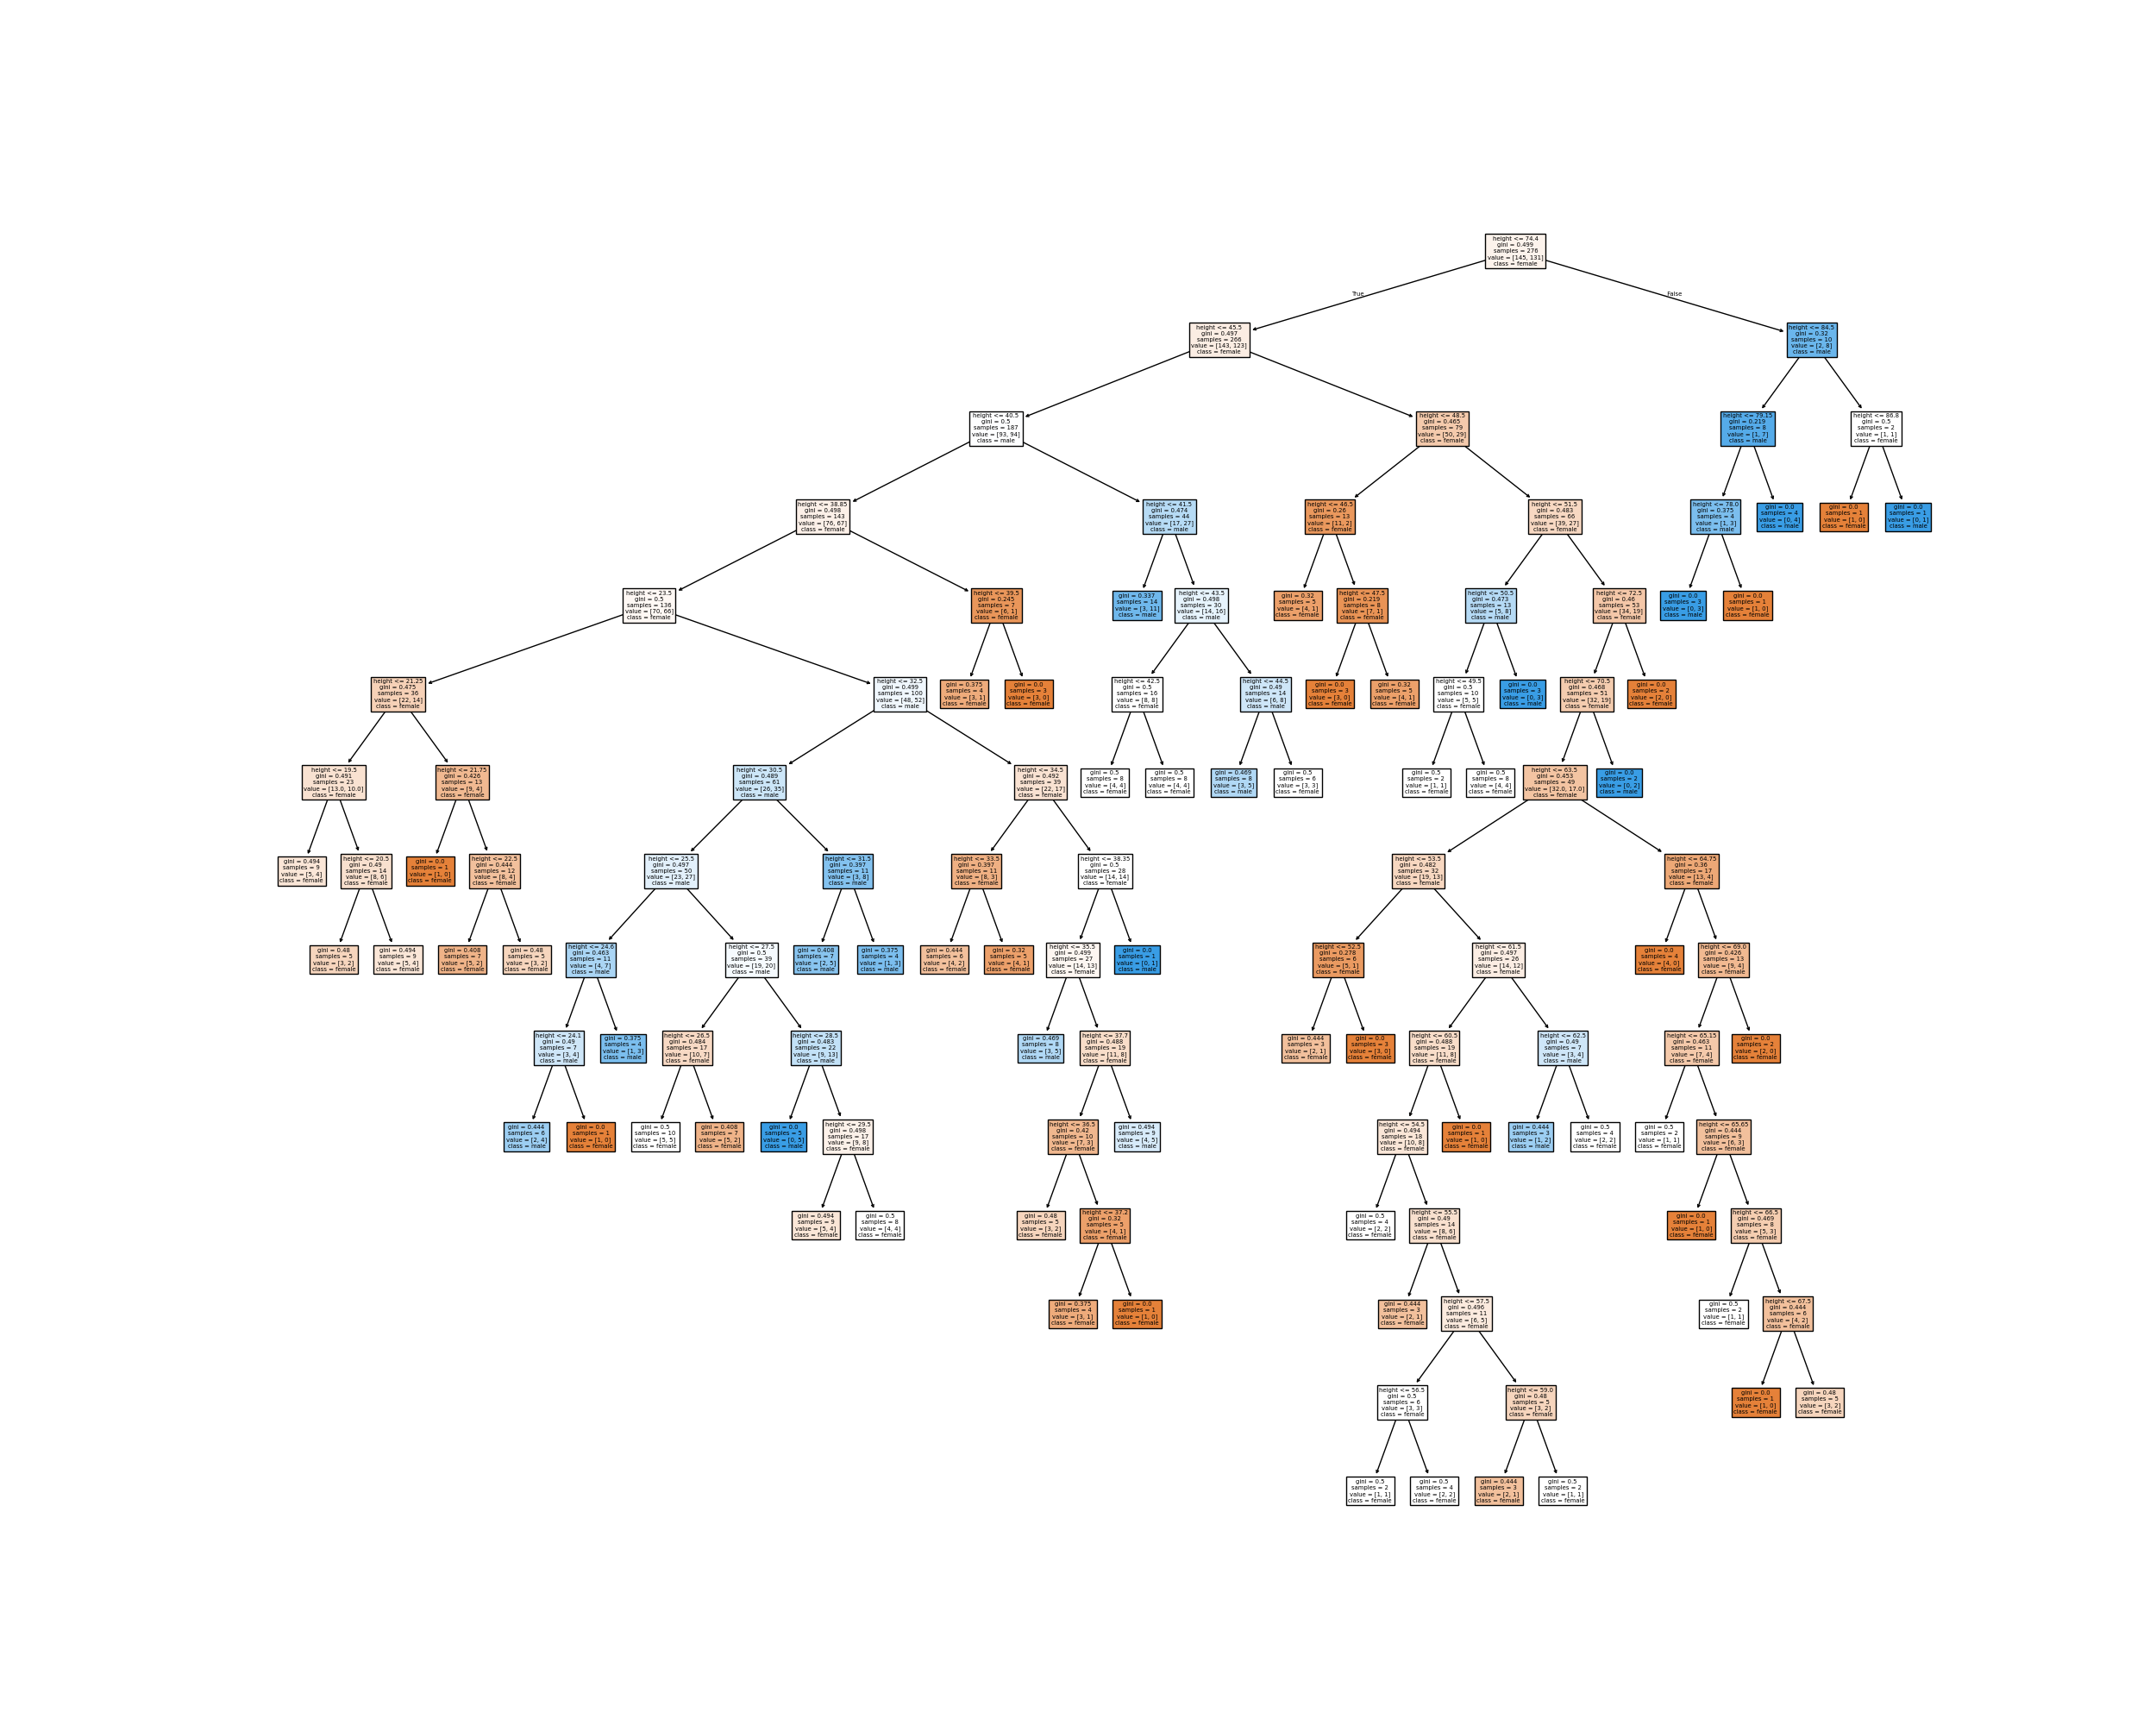 height <= 74.4
gini = 0.499
samples = 276
value = [145, 131]
class = female
True
False
height <= 45.5
gini = 0.497
samples = 266
value = [143, 123]
class = female
height <= 84.5
gini = 0.32
samples = 10
value = [2, 8]
class = male
height <= 40.5
gini = 0.5
samples = 187
value = [93, 94]
class = male
height <= 48.5
gini = 0.465
samples = 79
value = [50, 29]
class = female
height <= 79.15
gini = 0.219
samples = 8
value = [1, 7]
class = male
height <= 86.8
gini = 0.5
samples = 2
value = [1, 1]
class = female
height <= 38.85
gini = 0.498
samples = 143
value = [76, 67]
class = female
height <= 41.5
gini = 0.474
samples = 44
value = [17, 27]
class = male
height <= 46.5
gini = 0.26
samples = 13
value = [11, 2]
class = female
height <= 51.5
gini = 0.483
samples = 66
value = [39, 27]
class = female
height <= 78.0
gini = 0.375
samples = 4
value = [1, 3]
class = male
gini = 0.0
samples = 4
value = [0, 4]
class = male
gini = 0.0
samples = 1
value = [1, 0]
class = female
gini = 0.0
samples = 1
value = [0, 1]
class = male
height <= 23.5
gini = 0.5
samples = 136
value = [70, 66]
class = female
height <= 39.5
gini = 0.245
samples = 7
value = [6, 1]
class = female
gini = 0.337
samples = 14
value = [3, 11]
class = male
height <= 43.5
gini = 0.498
samples = 30
value = [14, 16]
class = male
gini = 0.32
samples = 5
value = [4, 1]
class = female
height <= 47.5
gini = 0.219
samples = 8
value = [7, 1]
class = female
height <= 50.5
gini = 0.473
samples = 13
value = [5, 8]
class = male
height <= 72.5
gini = 0.46
samples = 53
value = [34, 19]
class = female
gini = 0.0
samples = 3
value = [0, 3]
class = male
gini = 0.0
samples = 1
value = [1, 0]
class = female
height <= 21.25
gini = 0.475
samples = 36
value = [22, 14]
class = female
height <= 32.5
gini = 0.499
samples = 100
value = [48, 52]
class = male
gini = 0.375
samples = 4
value = [3, 1]
class = female
gini = 0.0
samples = 3
value = [3, 0]
class = female
height <= 42.5
gini = 0.5
samples = 16
value = [8, 8]
class = female
height <= 44.5
gini = 0.49
samples = 14
value = [6, 8]
class = male
gini = 0.0
samples = 3
value = [3, 0]
class = female
gini = 0.32
samples = 5
value = [4, 1]
class = female
height <= 49.5
gini = 0.5
samples = 10
value = [5, 5]
class = female
gini = 0.0
samples = 3
value = [0, 3]
class = male
height <= 70.5
gini = 0.468
samples = 51
value = [32, 19]
class = female
gini = 0.0
samples = 2
value = [2, 0]
class = female
height <= 19.5
gini = 0.491
samples = 23
value = [13.0, 10.0]
class = female
height <= 21.75
gini = 0.426
samples = 13
value = [9, 4]
class = female
height <= 30.5
gini = 0.489
samples = 61
value = [26, 35]
class = male
height <= 34.5
gini = 0.492
samples = 39
value = [22, 17]
class = female
gini = 0.5
samples = 8
value = [4, 4]
class = female
gini = 0.5
samples = 8
value = [4, 4]
class = female
gini = 0.469
samples = 8
value = [3, 5]
class = male
gini = 0.5
samples = 6
value = [3, 3]
class = female
gini = 0.5
samples = 2
value = [1, 1]
class = female
gini = 0.5
samples = 8
value = [4, 4]
class = female
height <= 63.5
gini = 0.453
samples = 49
value = [32.0, 17.0]
class = female
gini = 0.0
samples = 2
value = [0, 2]
class = male
gini = 0.494
samples = 9
value = [5, 4]
class = female
height <= 20.5
gini = 0.49
samples = 14
value = [8, 6]
class = female
gini = 0.0
samples = 1
value = [1, 0]
class = female
height <= 22.5
gini = 0.444
samples = 12
value = [8, 4]
class = female
height <= 25.5
gini = 0.497
samples = 50
value = [23, 27]
class = male
height <= 31.5
gini = 0.397
samples = 11
value = [3, 8]
class = male
height <= 33.5
gini = 0.397
samples = 11
value = [8, 3]
class = female
height <= 38.35
gini = 0.5
samples = 28
value = [14, 14]
class = female
height <= 53.5
gini = 0.482
samples = 32
value = [19, 13]
class = female
height <= 64.75
gini = 0.36
samples = 17
value = [13, 4]
class = female
gini = 0.48
samples = 5
value = [3, 2]
class = female
gini = 0.494
samples = 9
value = [5, 4]
class = female
gini = 0.408
samples = 7
value = [5, 2]
class = female
gini = 0.48
samples = 5
value = [3, 2]
class = female
height <= 24.6
gini = 0.463
samples = 11
value = [4, 7]
class = male
height <= 27.5
gini = 0.5
samples = 39
value = [19, 20]
class = male
gini = 0.408
samples = 7
value = [2, 5]
class = male
gini = 0.375
samples = 4
value = [1, 3]
class = male
gini = 0.444
samples = 6
value = [4, 2]
class = female
gini = 0.32
samples = 5
value = [4, 1]
class = female
height <= 35.5
gini = 0.499
samples = 27
value = [14, 13]
class = female
gini = 0.0
samples = 1
value = [0, 1]
class = male
height <= 52.5
gini = 0.278
samples = 6
value = [5, 1]
class = female
height <= 61.5
gini = 0.497
samples = 26
value = [14, 12]
class = female
gini = 0.0
samples = 4
value = [4, 0]
class = female
height <= 69.0
gini = 0.426
samples = 13
value = [9, 4]
class = female
height <= 24.1
gini = 0.49
samples = 7
value = [3, 4]
class = male
gini = 0.375
samples = 4
value = [1, 3]
class = male
height <= 26.5
gini = 0.484
samples = 17
value = [10, 7]
class = female
height <= 28.5
gini = 0.483
samples = 22
value = [9, 13]
class = male
gini = 0.469
samples = 8
value = [3, 5]
class = male
height <= 37.7
gini = 0.488
samples = 19
value = [11, 8]
class = female
gini = 0.444
samples = 3
value = [2, 1]
class = female
gini = 0.0
samples = 3
value = [3, 0]
class = female
height <= 60.5
gini = 0.488
samples = 19
value = [11, 8]
class = female
height <= 62.5
gini = 0.49
samples = 7
value = [3, 4]
class = male
height <= 65.15
gini = 0.463
samples = 11
value = [7, 4]
class = female
gini = 0.0
samples = 2
value = [2, 0]
class = female
gini = 0.444
samples = 6
value = [2, 4]
class = male
gini = 0.0
samples = 1
value = [1, 0]
class = female
gini = 0.5
samples = 10
value = [5, 5]
class = female
gini = 0.408
samples = 7
value = [5, 2]
class = female
gini = 0.0
samples = 5
value = [0, 5]
class = male
height <= 29.5
gini = 0.498
samples = 17
value = [9, 8]
class = female
height <= 36.5
gini = 0.42
samples = 10
value = [7, 3]
class = female
gini = 0.494
samples = 9
value = [4, 5]
class = male
height <= 54.5
gini = 0.494
samples = 18
value = [10, 8]
class = female
gini = 0.0
samples = 1
value = [1, 0]
class = female
gini = 0.444
samples = 3
value = [1, 2]
class = male
gini = 0.5
samples = 4
value = [2, 2]
class = female
gini = 0.5
samples = 2
value = [1, 1]
class = female
height <= 65.65
gini = 0.444
samples = 9
value = [6, 3]
class = female
gini = 0.494
samples = 9
value = [5, 4]
class = female
gini = 0.5
samples = 8
value = [4, 4]
class = female
gini = 0.48
samples = 5
value = [3, 2]
class = female
height <= 37.2
gini = 0.32
samples = 5
value = [4, 1]
class = female
gini = 0.5
samples = 4
value = [2, 2]
class = female
height <= 55.5
gini = 0.49
samples = 14
value = [8, 6]
class = female
gini = 0.0
samples = 1
value = [1, 0]
class = female
height <= 66.5
gini = 0.469
samples = 8
value = [5, 3]
class = female
gini = 0.375
samples = 4
value = [3, 1]
class = female
gini = 0.0
samples = 1
value = [1, 0]
class = female
gini = 0.444
samples = 3
value = [2, 1]
class = female
height <= 57.5
gini = 0.496
samples = 11
value = [6, 5]
class = female
gini = 0.5
samples = 2
value = [1, 1]
class = female
height <= 67.5
gini = 0.444
samples = 6
value = [4, 2]
class = female
height <= 56.5
gini = 0.5
samples = 6
value = [3, 3]
class = female
height <= 59.0
gini = 0.48
samples = 5
value = [3, 2]
class = female
gini = 0.0
samples = 1
value = [1, 0]
class = female
gini = 0.48
samples = 5
value = [3, 2]
class = female
gini = 0.5
samples = 2
value = [1, 1]
class = female
gini = 0.5
samples = 4
value = [2, 2]
class = female
gini = 0.444
samples = 3
value = [2, 1]
class = female
gini = 0.5
samples = 2
value = [1, 1]
class = female